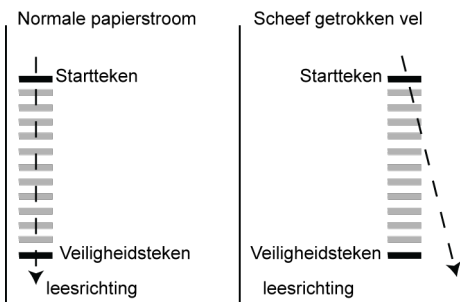 Normale papierstroom
Startteken
Veiligheidsteken
leesrichting
Scheef getrokken vel
Startteken
Veiligheidsteken
leesrichting